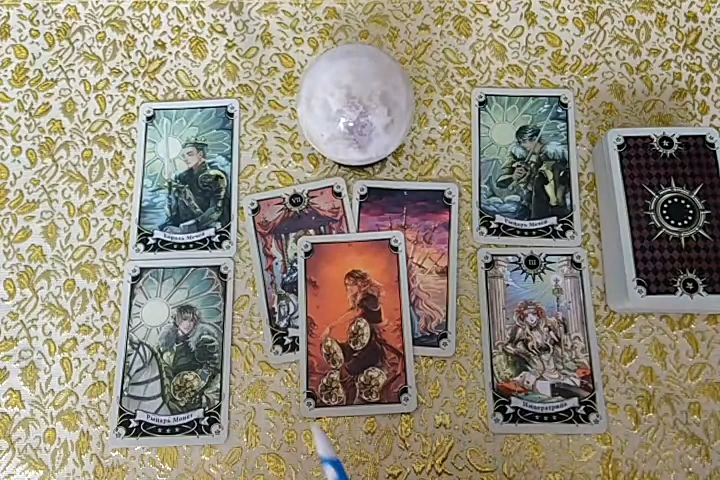 Король Мечей
Рыцарь Мечей
VII
X
Рыцарь Монет
III
Императрица